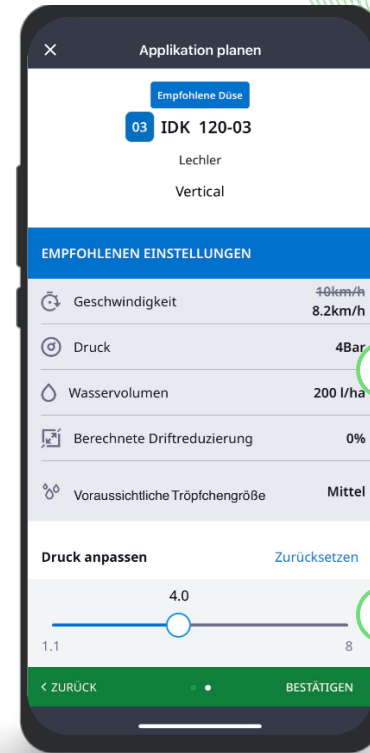 Applikation planen
Empfohlene Düse
03 IDK 120-03
Lechler
Vertical
EMPFOHLENEN EINSTELLUNGEN
Geschwindigkeit 10km/h
8.2km/h
Druck 4Bar
Wasservolumen 200 l/ha
Berechnete Driftreduzierung 0%
Voraussichtliche Tröpfchengröße Mittel
Druck anpassen Zurücksetzen
4.0
1.1 8
< ZURÜCK BESTÄTIGEN